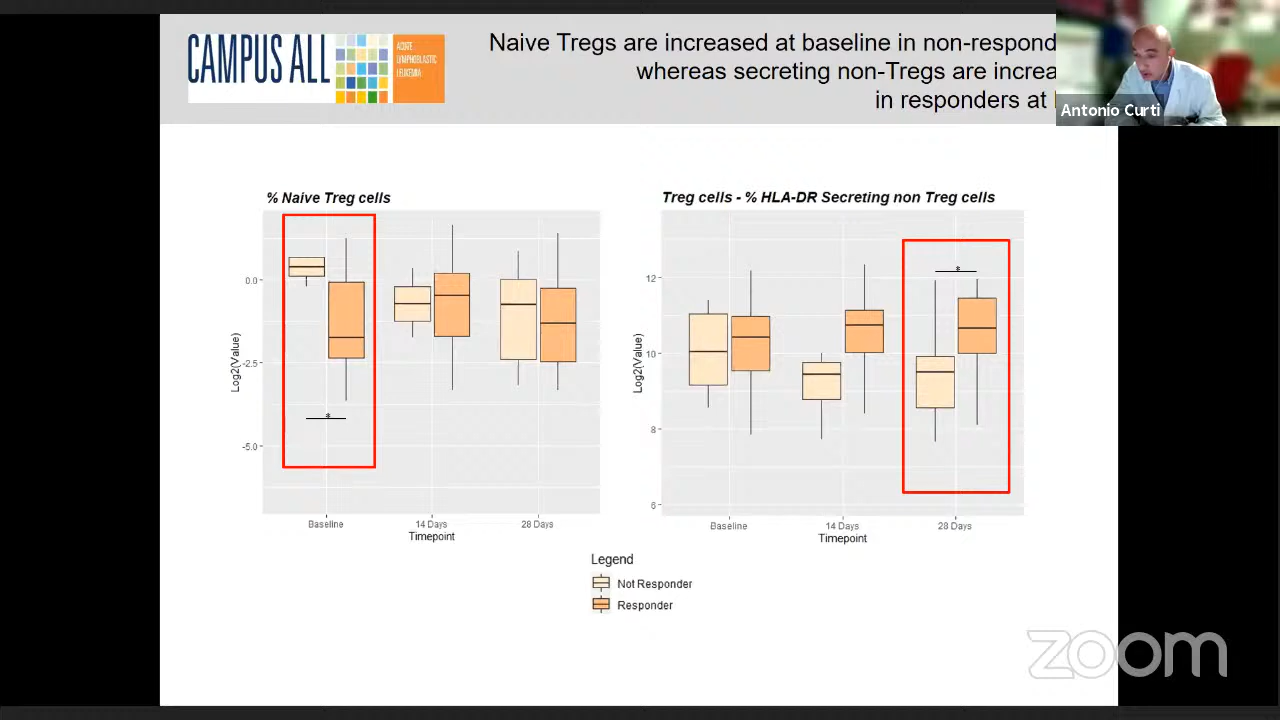 CAMPUS ALL
ACUTE
LYMPHOBLASTIC
LEUKEMIA
Naive Tregs are increased at baseline in non-respond
whereas secreting non-Tregs are increa
in responders at
Antonio Curti
% Naive Treg cells
Treg cells - % HLA-DR Secreting non Treg cells
*
*
0.0
-2.5
-5.0
Log2(Value)
12
10
8
6
Log2(Value)
Baseline
14 Days
28 Days
Timepoint
Baseline
14 Days
28 Days
Timepoint
Legend
Not Responder
Responder
zoom